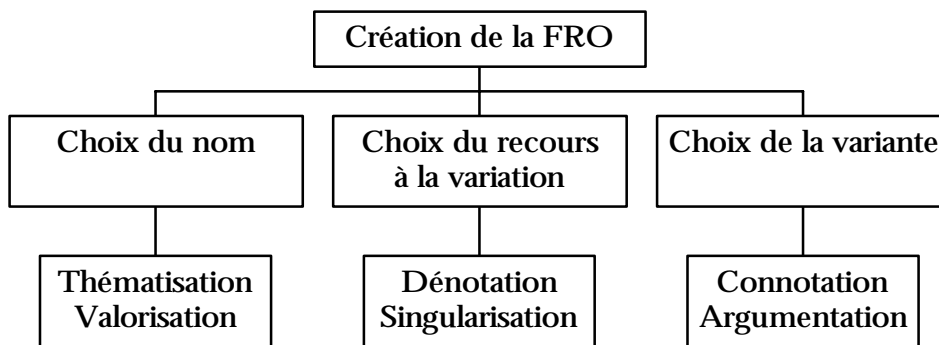 Création de la FRO
Choix du nom
Choix du recours
à la variation
Choix de la variante
Thématisation
Valorisation
Dénotation
Singularisation
Connotation
Argumentation